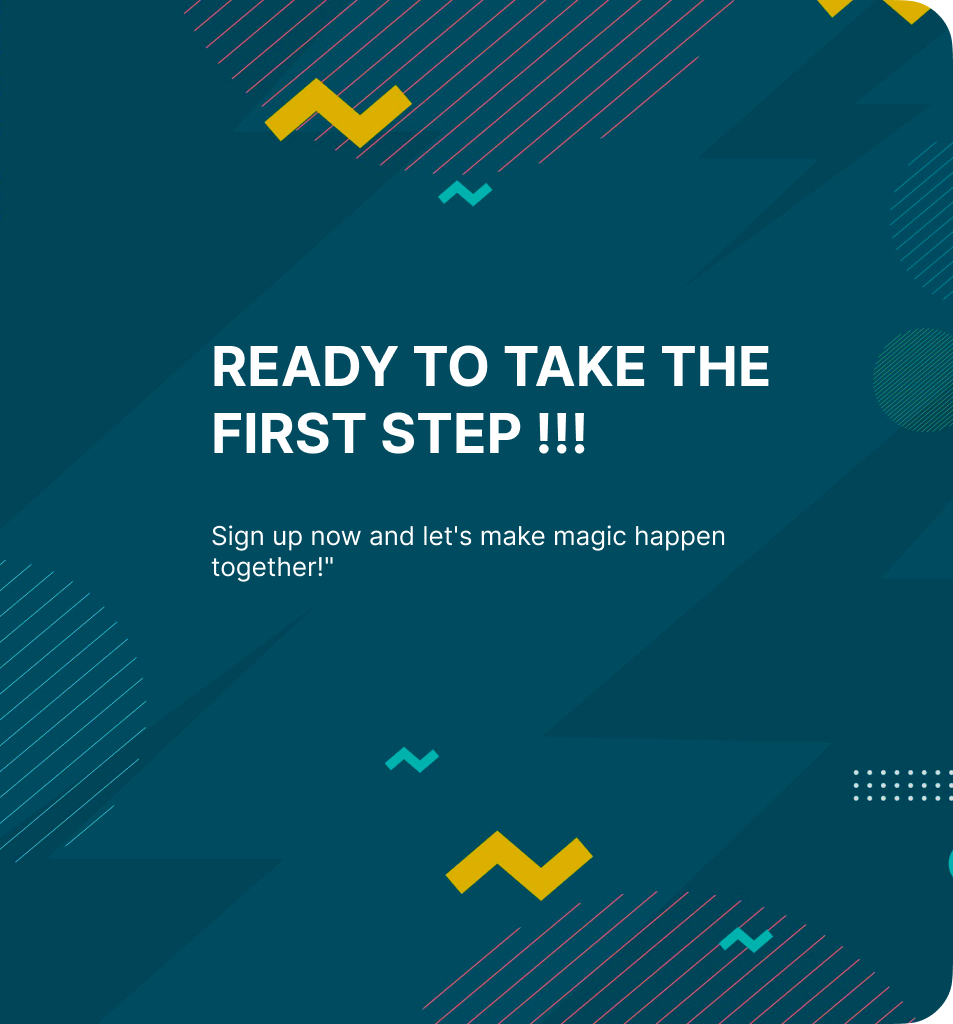 READY TO TAKE THE
FIRST STEP !!!
Sign up now and let's make magic happen
together!"